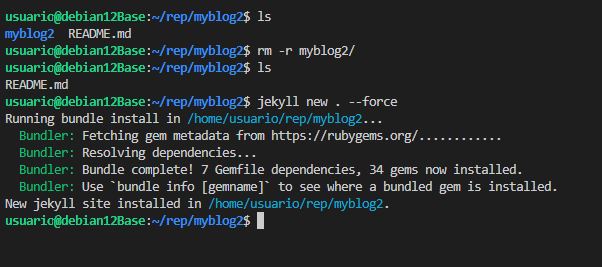 usuario@debian12Base:~/rep/myblog2$ ls
myblog2  README.md
usuario@debian12Base:~/rep/myblog2$ rm -r myblog2/
usuario@debian12Base:~/rep/myblog2$ ls
README.md
usuario@debian12Base:~/rep/myblog2$ jekyll new . --force
Running bundle install in /home/usuario/rep/myblog2...
  Bundler: Fetching gem metadata from https://rubygems.org/............
  Bundler: Resolving dependencies...
  Bundler: Bundle complete! 7 Gemfile dependencies, 34 gems now installed.
  Bundler: Use `bundle info [gemname]` to see where a bundled gem is installed.
New jekyll site installed in /home/usuario/rep/myblog2.
usuario@debian12Base:~/rep/myblog2$